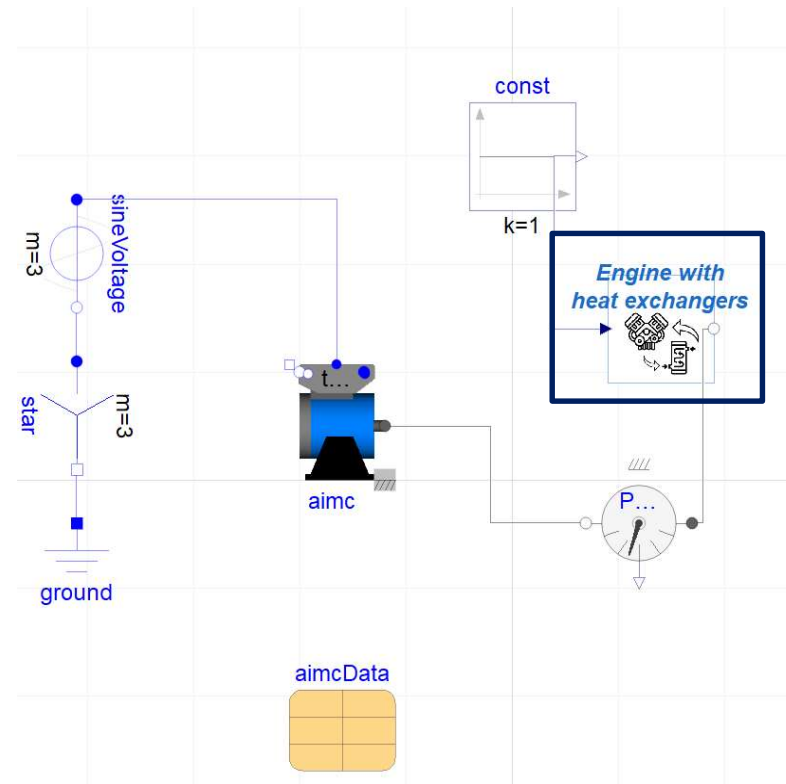 const
k=1
sineVoltage
m=3
Engine with
heat exchangers
t...
star
m=3
aimc
P...
ground
aimcData